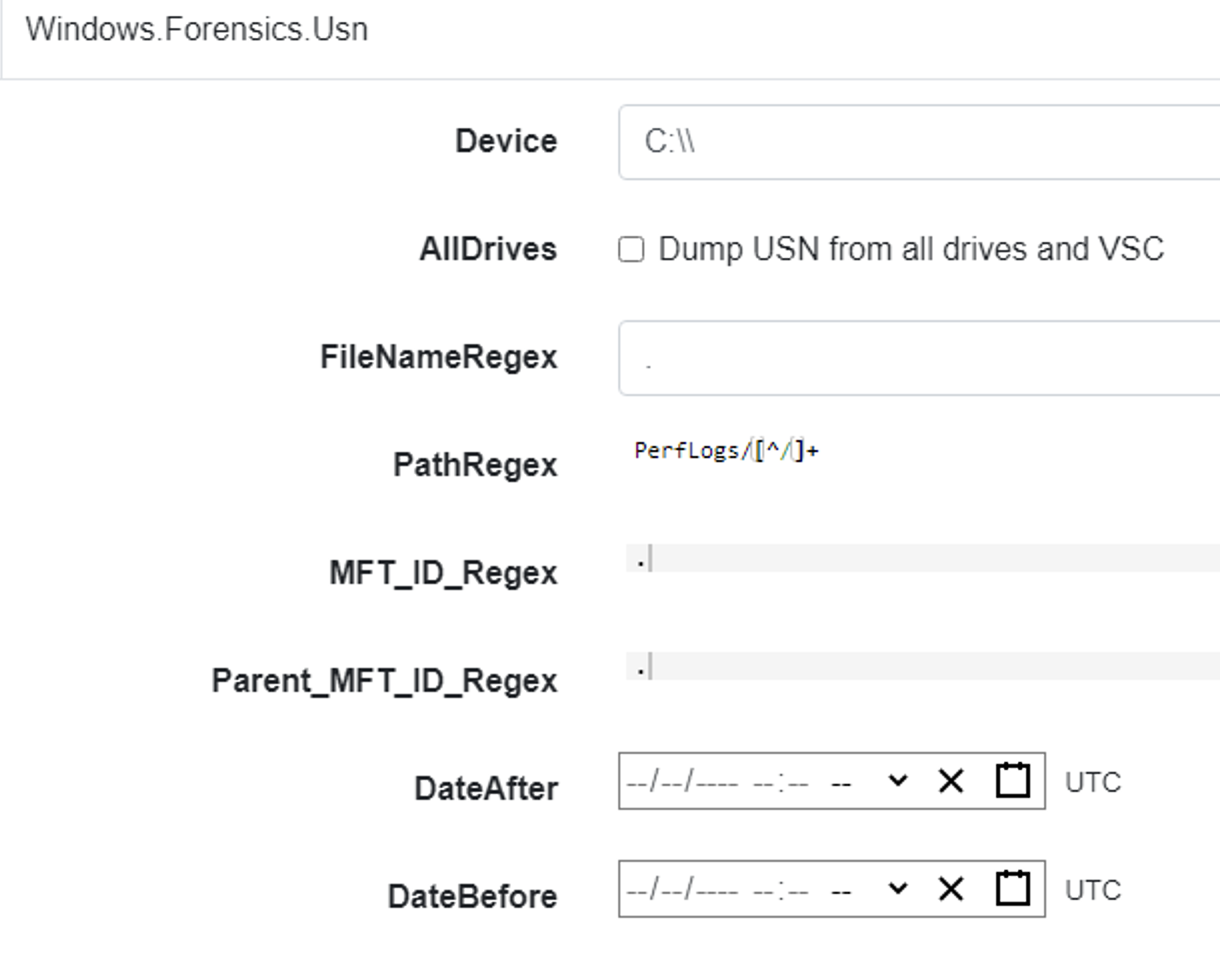 Windows.Forensics.Usn
Device C:\\
AllDrives Dump USN from all drives and VSC
FileNameRegex .
PathRegex PerfLogs/[^/]+
MFT_ID_Regex .
Parent_MFT_ID_Regex .
DateAfter --/--/---- --:-- -- UTC
DateBefore --/--/---- --:-- -- UTC